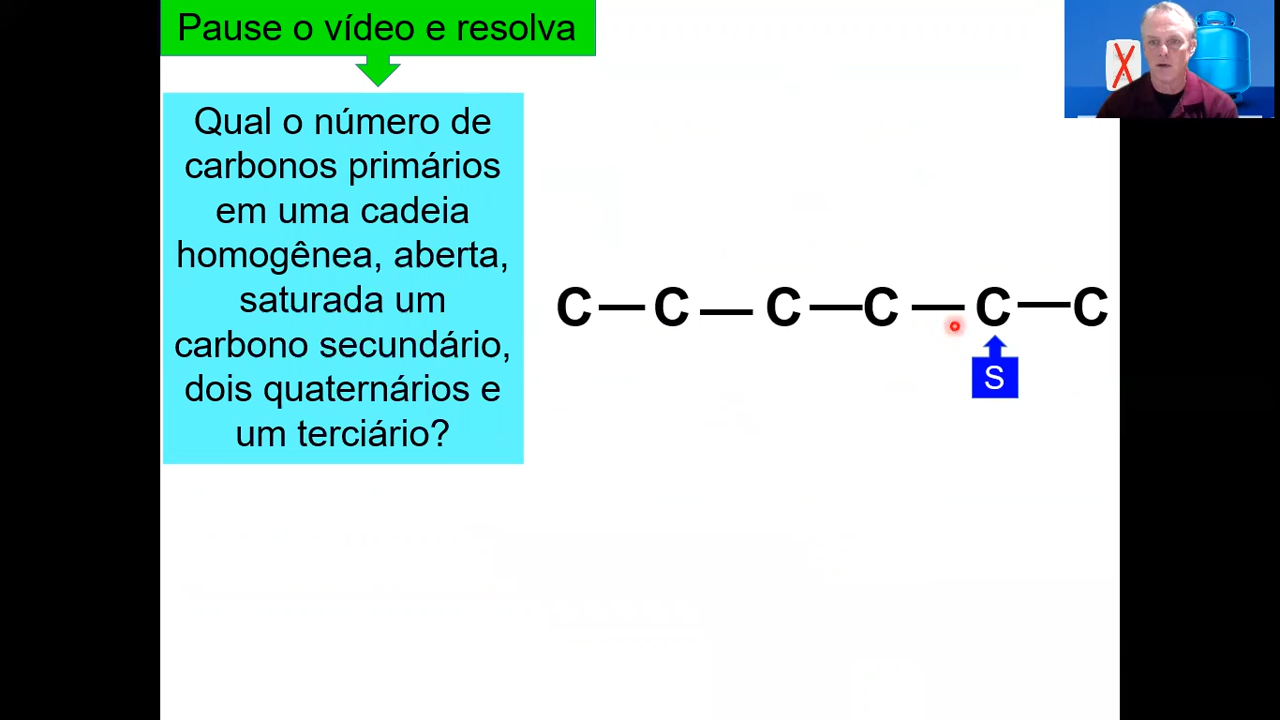 Pause o vídeo e resolva
Qual o número de
carbonos primários
em uma cadeia
homogênea, aberta,
saturada um
carbono secundário,
dois quaternários e
um terciário?
C — C — C — C — C — C
S